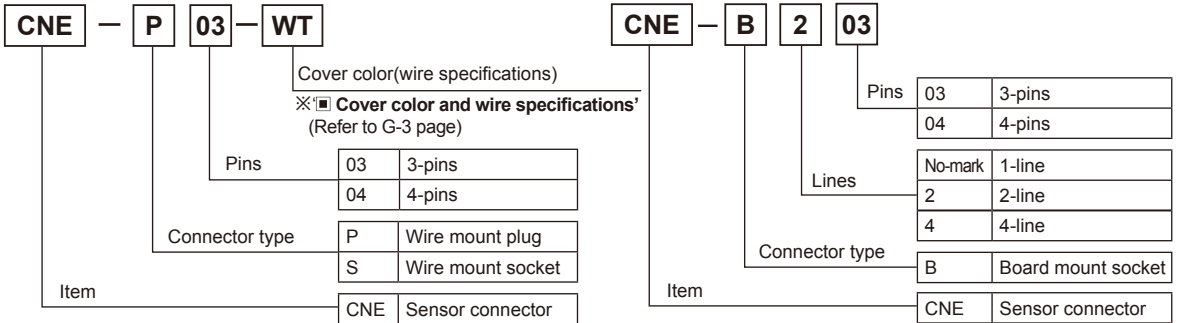 CNE — P 03 — WT
Cover color(wire specifications)
※'▣ Cover color and wire specifications'
(Refer to G-3 page)
Pins
03 3-pins
04 4-pins
Connector type
P Wire mount plug
S Wire mount socket
Item
CNE Sensor connector
CNE — B 2 03
Pins
03 3-pins
04 4-pins
Lines
No-mark 1-line
2 2-line
4 4-line
Connector type
B Board mount socket
Item
CNE Sensor connector